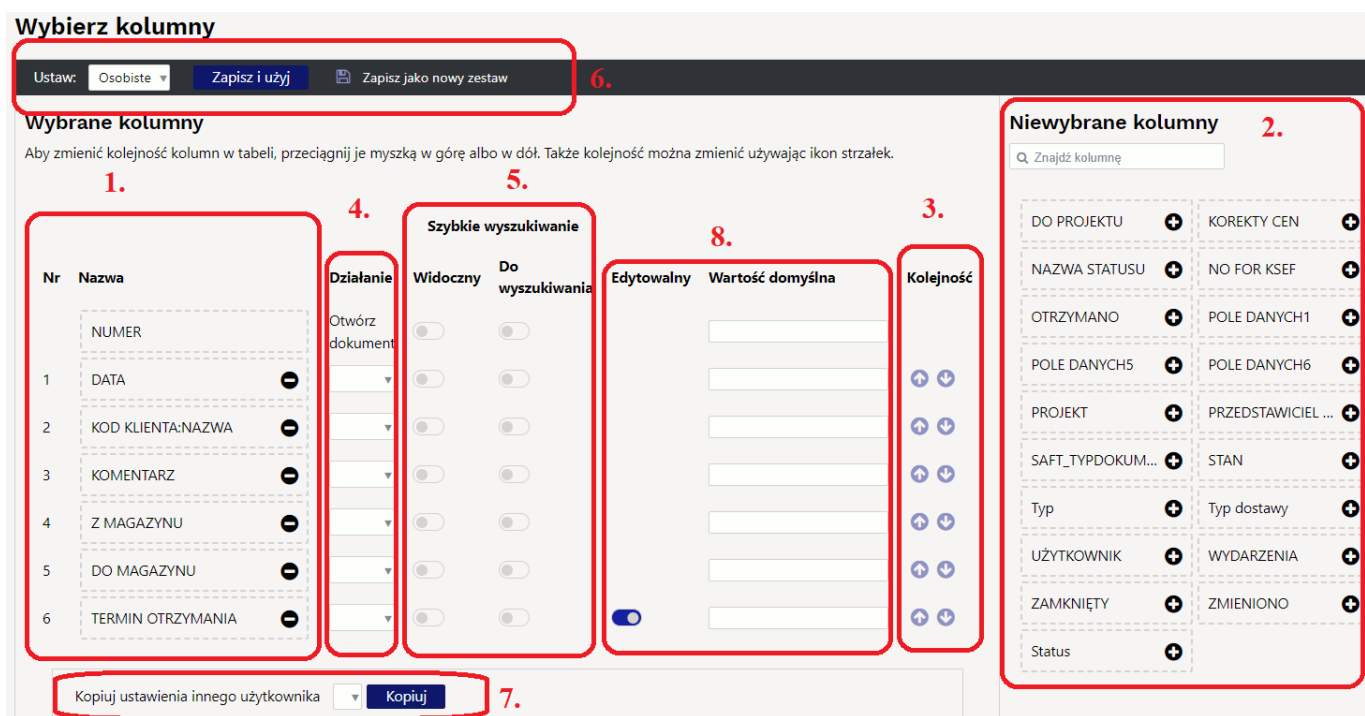 Wybierz kolumny
Ustaw: Osobiste Zapisz i użyj Zapisz jako nowy zestaw 6.
Wybrane kolumny
Aby zmienić kolejność kolumn w tabeli, przeciągnij je myszką w górę albo w dół. Także kolejność można zmienić używając ikon strzałek.
1. 4. 5. 8. 3.
Szybkie wyszukiwanie
Nr Nazwa Działanie Widoczny Do wyszukiwania Edytowalny Wartość domyślna Kolejność
NUMER Otwórz dokument
1 DATA
2 KOD KLIENTA:NAZWA
3 KOMENTARZ
4 Z MAGAZYNU
5 DO MAGAZYNU
6 TERMIN OTRZYMANIA
Kopiuj ustawienia innego użytkownika Kopiuj 7.
Niewybrane kolumny 2.
Znajdź kolumnę
DO PROJEKTU KOREKTY CEN
NAZWA STATUSU NO FOR KSEF
OTRZYMANO POLE DANYCH1
POLE DANYCH5 POLE DANYCH6
PROJEKT PRZEDSTAWICIEL ...
SAFT_TYPDOKUM... STAN
Typ Typ dostawy
UŻYTKOWNIK WYDARZENIA
ZAMKNIĘTY ZMIENIONO
Status